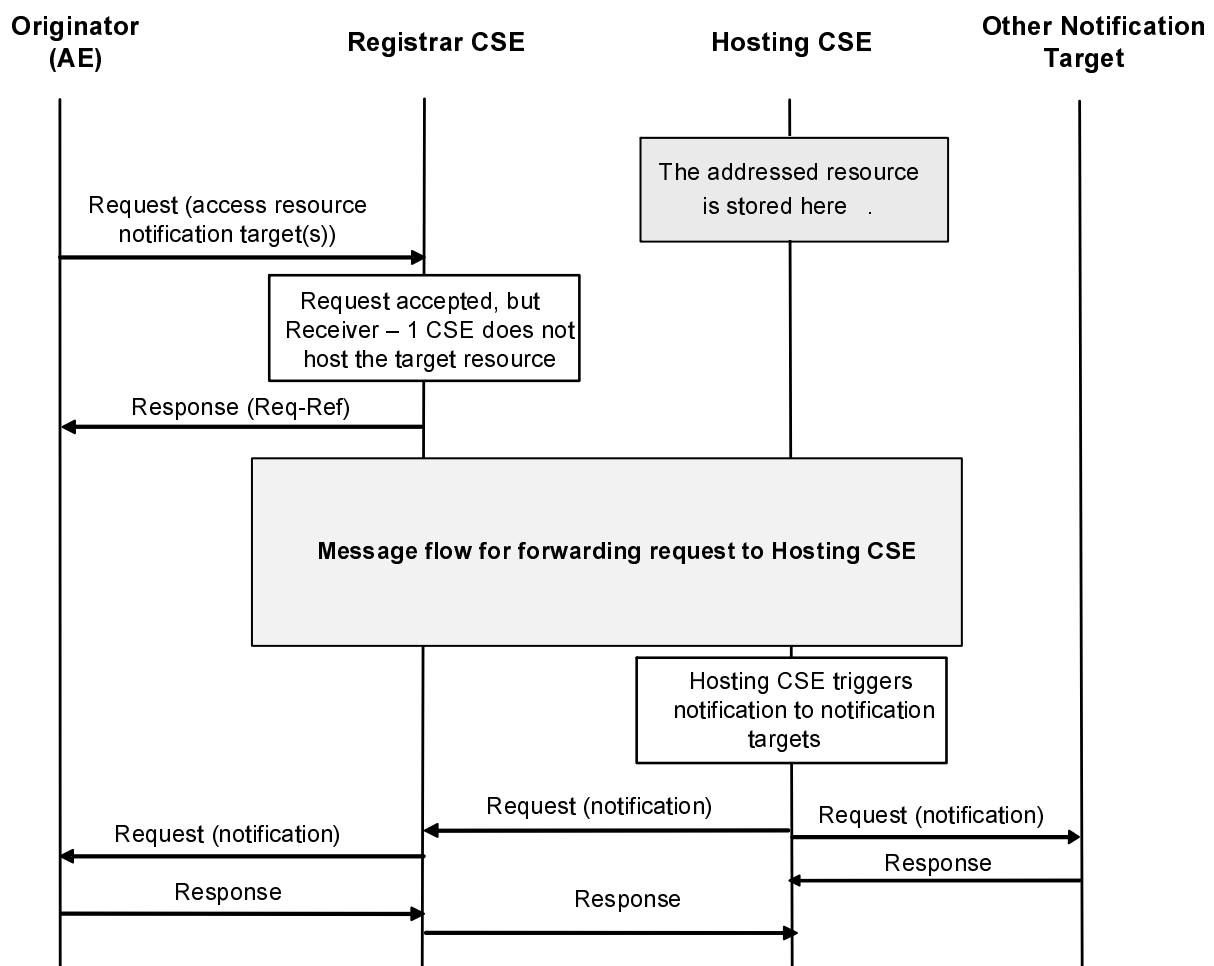 Originator
(AE)
Registrar CSE
Hosting CSE
Other Notification
Target
The addressed resource
is stored here .
Request (access resource
notification target(s))
Request accepted, but
Receiver – 1 CSE does not
host the target resource
Response (Req-Ref)
Message flow for forwarding request to Hosting CSE
Hosting CSE triggers
notification to notification
targets
Request (notification)
Request (notification)
Request (notification)
Response
Response
Response